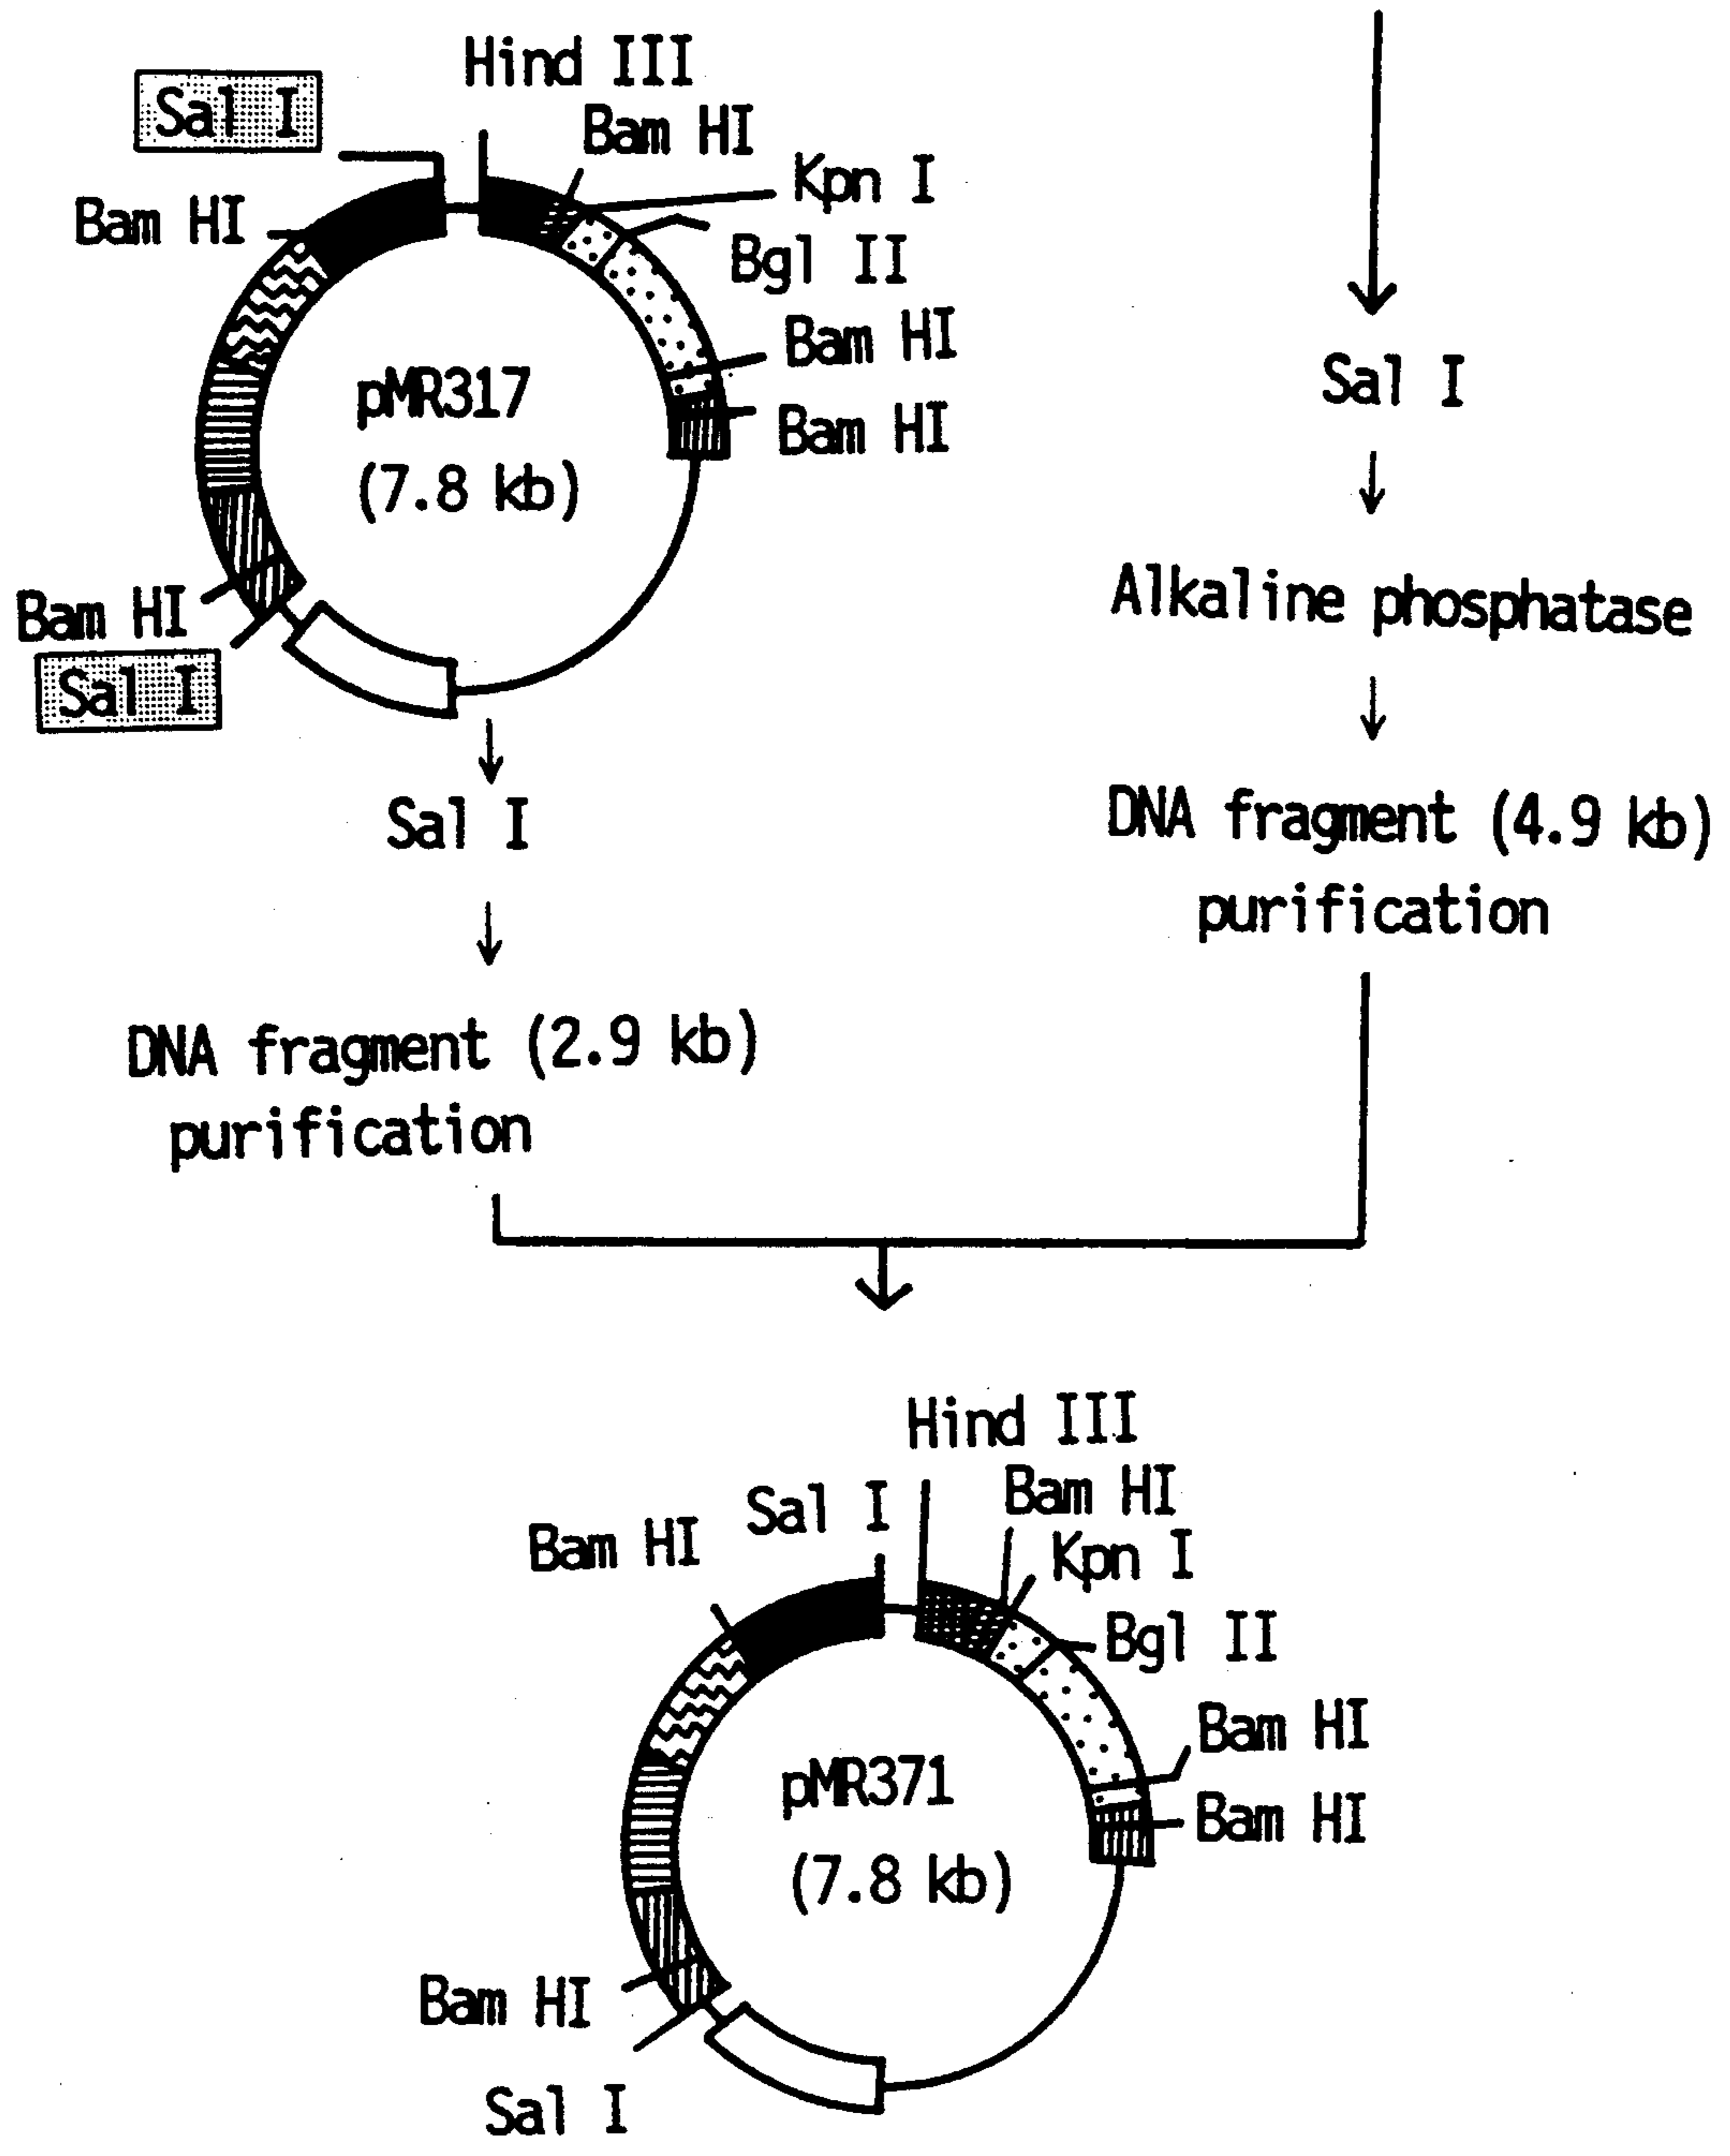 Hind III
Sal I
Bam HI
Kpn I
Bam HI
Bgl II
Bam HI
Bam HI
pMR317
(7.8 kb)
Bam HI
Sal I
Sal I
DNA fragment (2.9 kb)
purification
Sal I
Alkaline phosphatase
DNA fragment (4.9 kb)
purification
Hind III
Bam HI
Sal I
Bam HI
Kpn I
Bgl II
Bam HI
Bam HI
pMR371
(7.8 kb)
Bam HI
Sal I